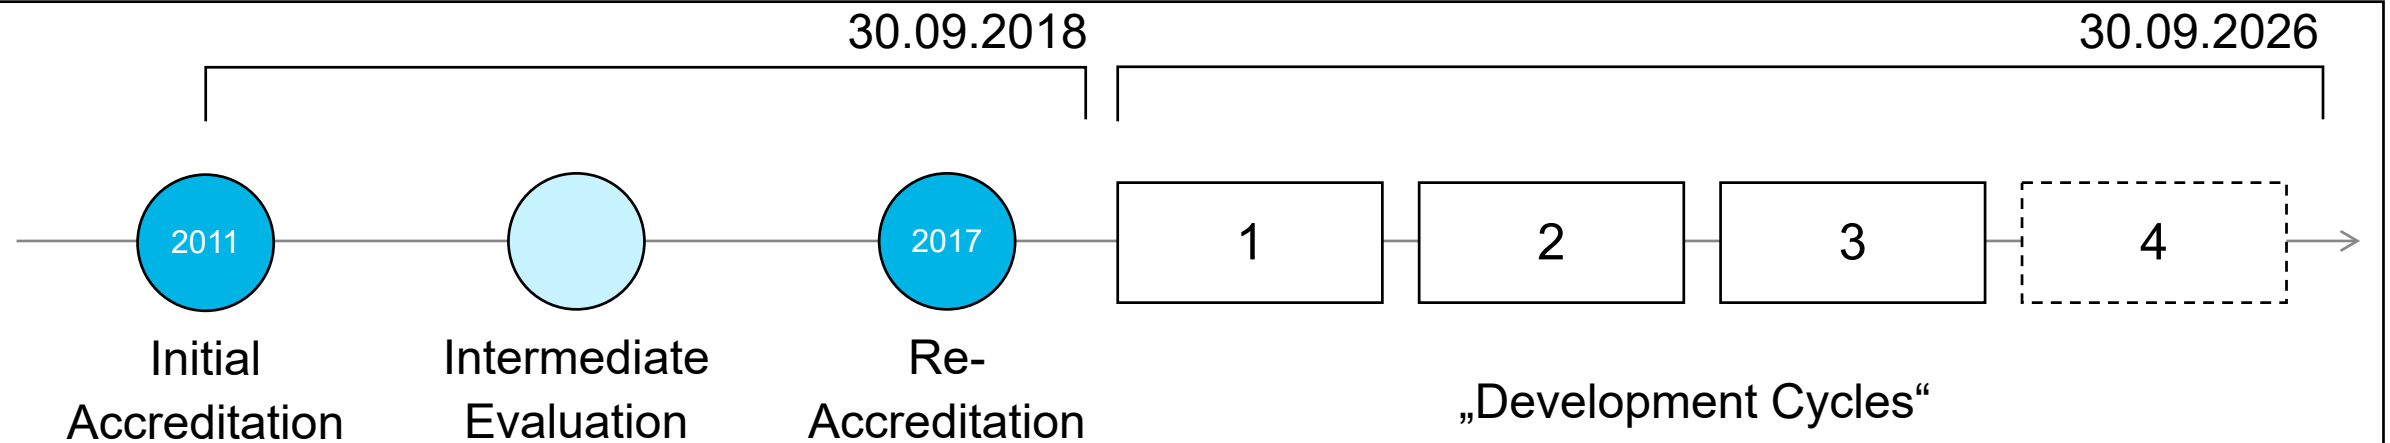 30.09.2018
30.09.2026
2011
2017
1
2
3
4
Initial
Accreditation
Intermediate
Evaluation
Re-
Accreditation
„Development Cycles“